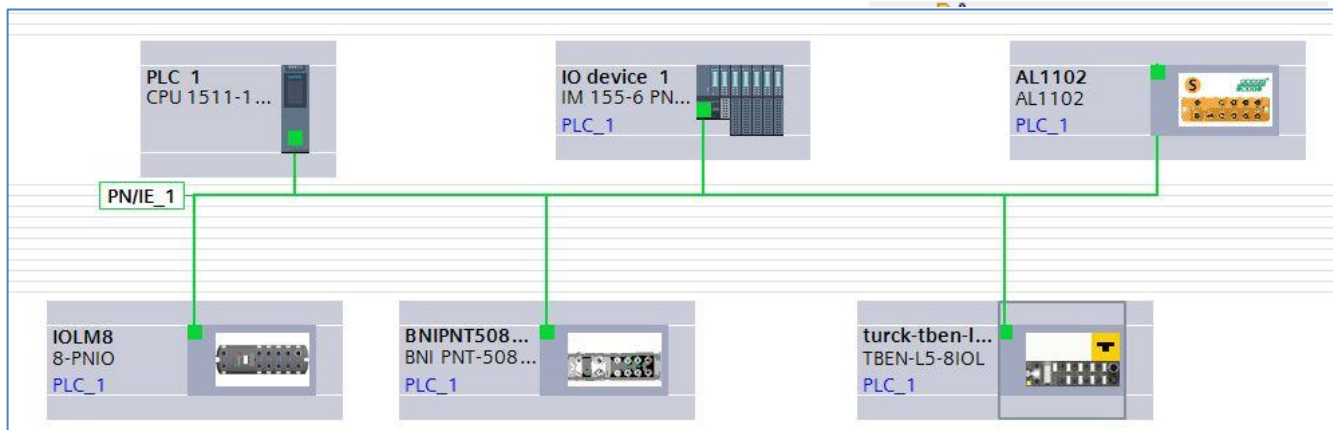 PLC_1
CPU 1511-1...
IO device_1
IM 155-6 PN...
PLC_1
AL1102
AL1102
PLC_1
S
PN/IE_1
IOLM8
8-PNIO
PLC_1
BNIPNT508...
BNI PNT-508...
PLC_1
turck-tben-l...
TBEN-L5-8IOL
PLC_1